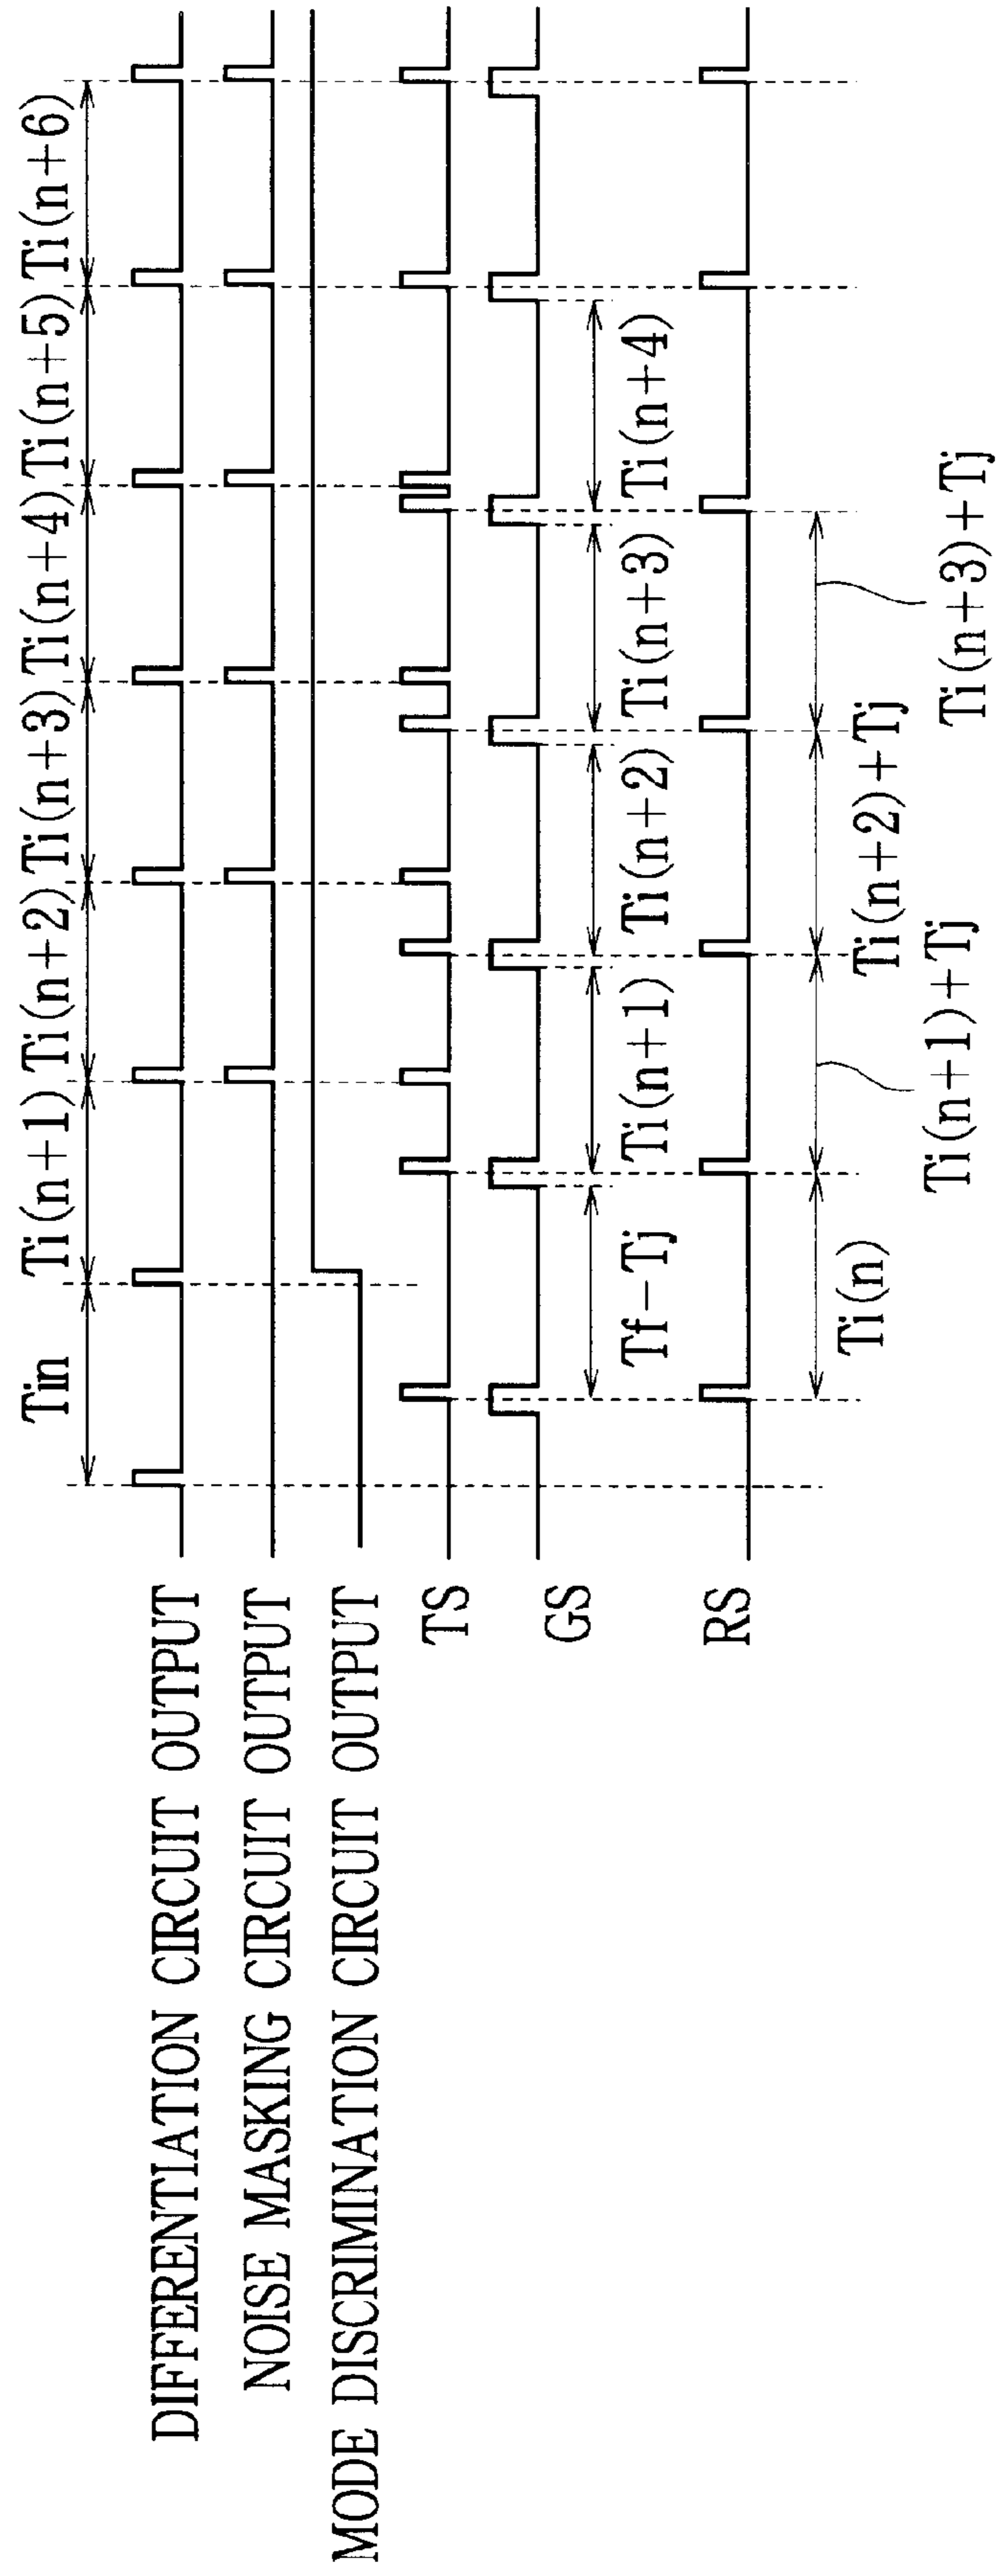 Tin Ti(n+1) Ti(n+2) Ti(n+3) Ti(n+4) Ti(n+5) Ti(n+6)
DIFFERENTIATION CIRCUIT OUTPUT
NOISE MASKING CIRCUIT OUTPUT
MODE DISCRIMINATION CIRCUIT OUTPUT
TS
GS
Tf-Tj Ti(n+1) Ti(n+2) Ti(n+3) Ti(n+4)
RS
Ti(n)
Ti(n+2)+Tj
Ti(n+1)+Tj
Ti(n+3)+Tj